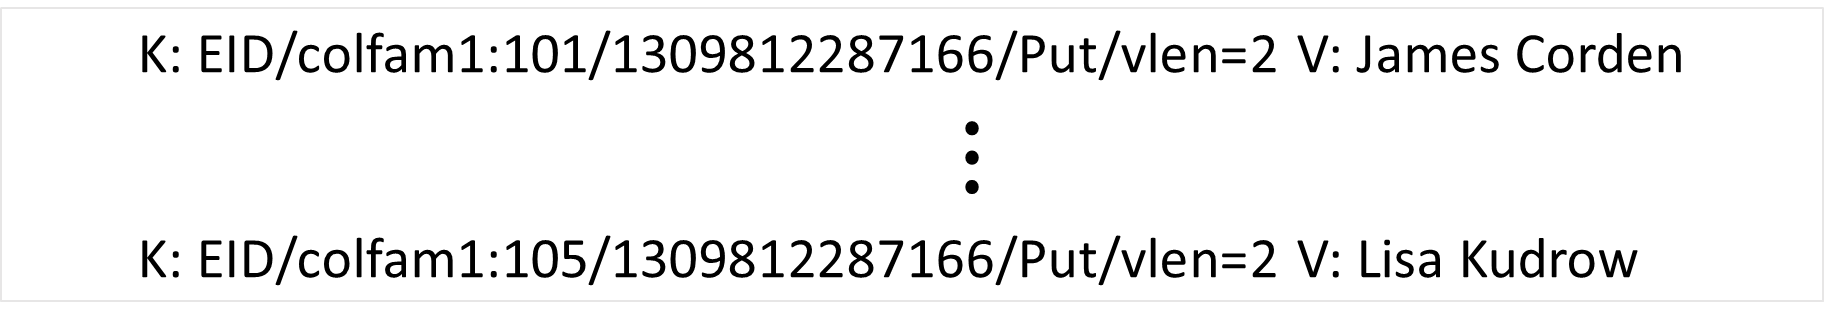 K: EID/colfam1:101/1309812287166/Put/vlen=2 V: James Corden
K: EID/colfam1:105/1309812287166/Put/vlen=2 V: Lisa Kudrow